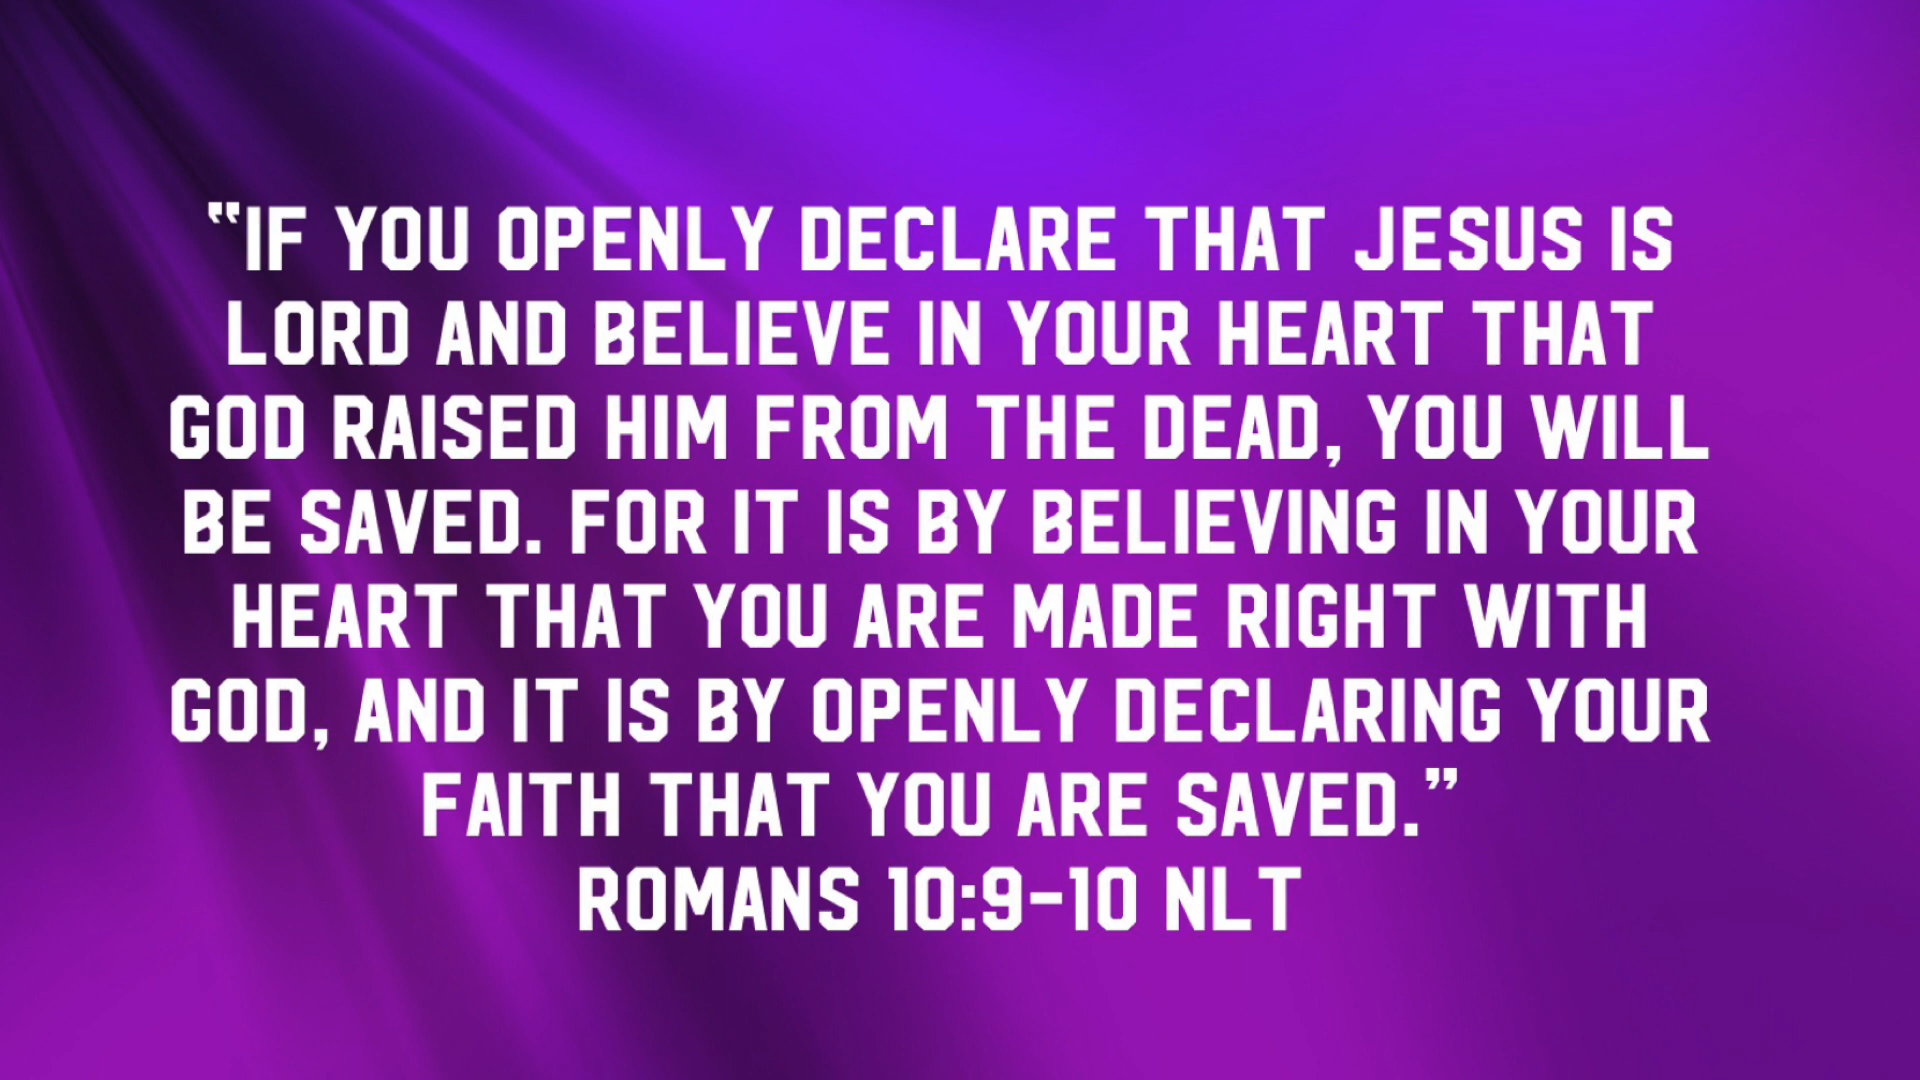 “IF YOU OPENLY DECLARE THAT JESUS IS
LORD AND BELIEVE IN YOUR HEART THAT
GOD RAISED HIM FROM THE DEAD, YOU WILL
BE SAVED. FOR IT IS BY BELIEVING IN YOUR
HEART THAT YOU ARE MADE RIGHT WITH
GOD, AND IT IS BY OPENLY DECLARING YOUR
FAITH THAT YOU ARE SAVED.”
ROMANS 10:9-10 NLT